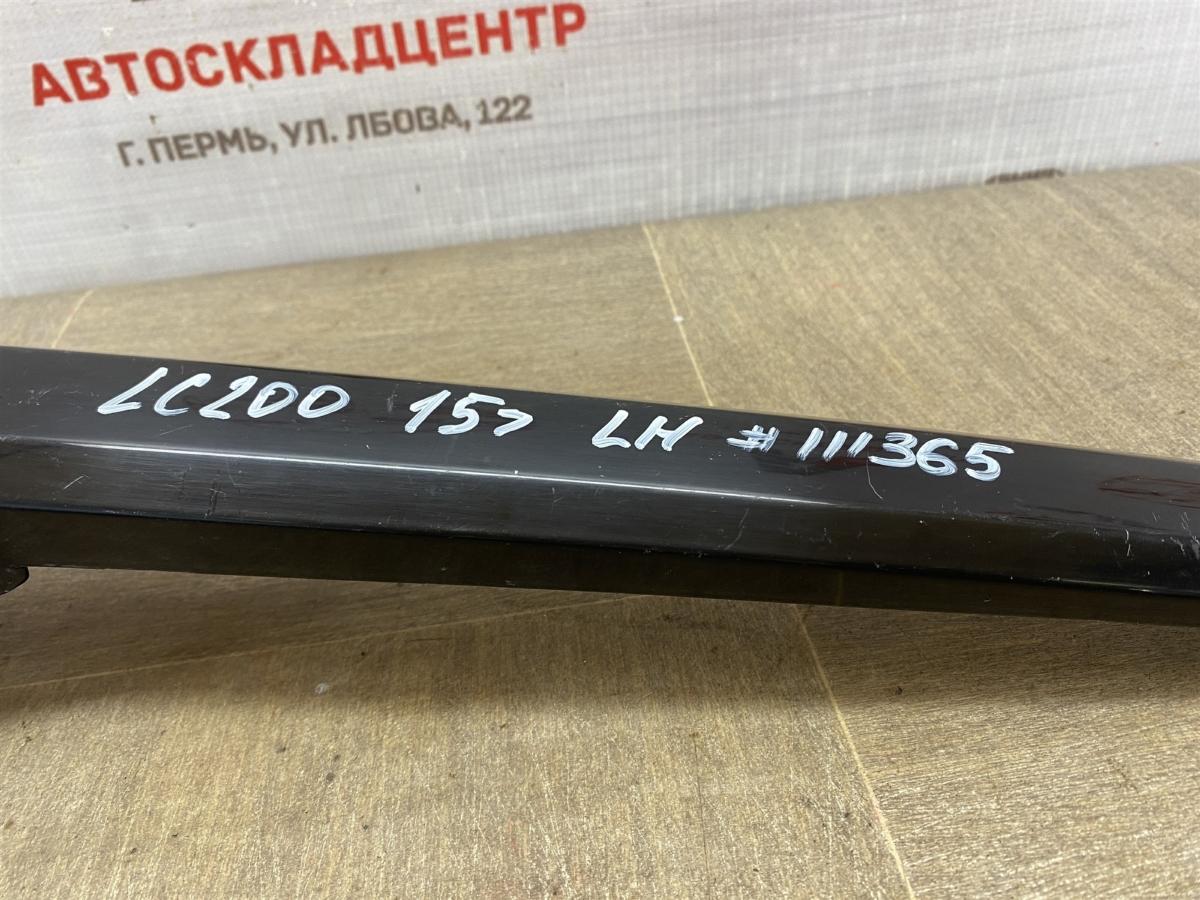 АВТОСКЛАДЦЕНТР
Г. ПЕРМЬ, УЛ. ЛБОВА, 122
LC200 15> LH #111365